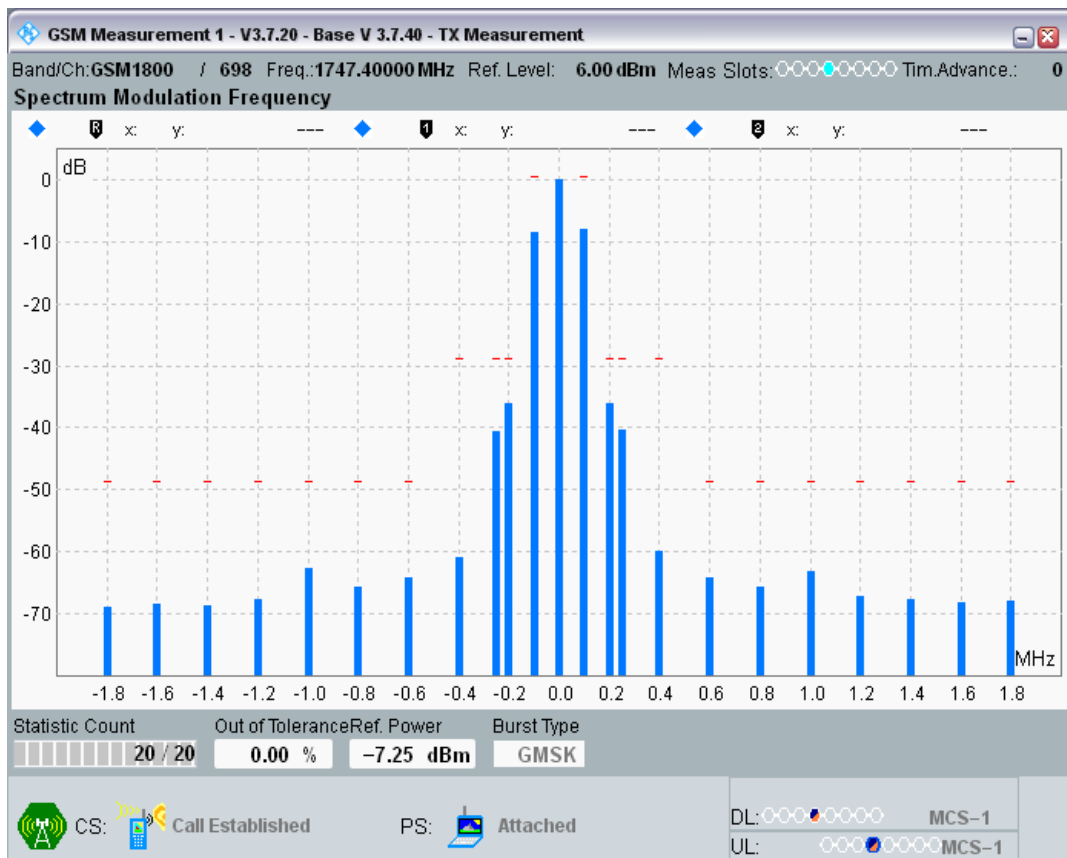 GSM Measurement 1 - V3.7.20 - Base V 3.7.40 - TX Measurement
Band/Ch:GSM1800 / 698 Freq.:1747.40000 MHz Ref. Level: 6.00 dBm Meas Slots: Tim.Advance.: 0
Spectrum Modulation Frequency
R x: y: --- 1 x: y: --- 2 x: y: ---
dB
0
-10
-20
-30
-40
-50
-60
-70
MHz
-1.8 -1.6 -1.4 -1.2 -1.0 -0.8 -0.6 -0.4 -0.2 0.0 0.2 0.4 0.6 0.8 1.0 1.2 1.4 1.6 1.8
Statistic Count Out of Tolerance Ref. Power Burst Type
20 / 20 0.00 % −7.25 dBm GMSK
CS: Call Established PS: Attached DL: MCS−1
UL: MCS−1